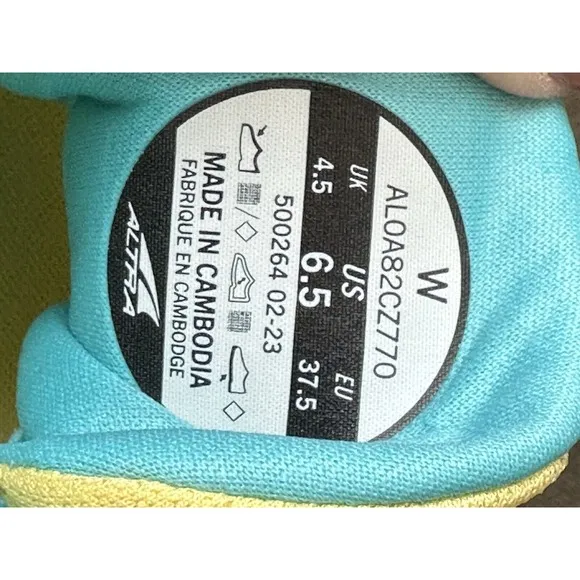 W
AL0A82CZ770
UK US EU
4.5 6.5 37.5
500264 02-23
MADE IN CAMBODIA
FABRIQUE EN CAMBODGE
ALTRA